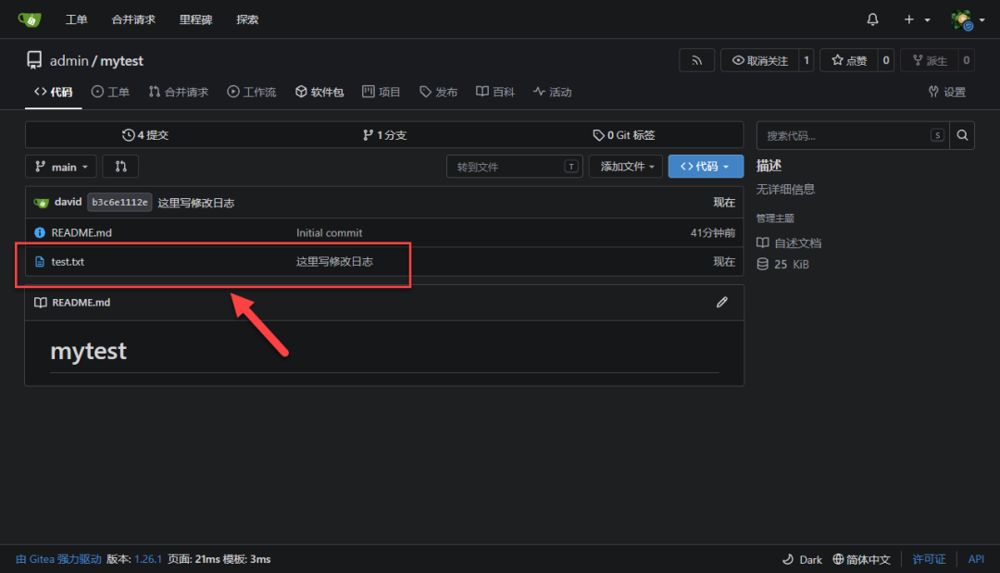 工单 合并请求 里程碑 探索
admin / mytest 取消关注 1 点赞 0 派生 0
代码 工单 合并请求 工作流 软件包 项目 发布 百科 活动 设置
4 提交 1 分支 0 Git 标签 搜索代码... S
main 转到文件 T 添加文件 代码 描述
无详细信息
david b3c6e1112e 这里写修改日志 现在
管理主题
README.md Initial commit 41分钟前
自述文档
test.txt 这里写修改日志 现在
25 KiB
README.md
mytest
由 Gitea 强力驱动 版本: 1.26.1 页面: 21ms 模板: 3ms Dark 简体中文 许可证 API